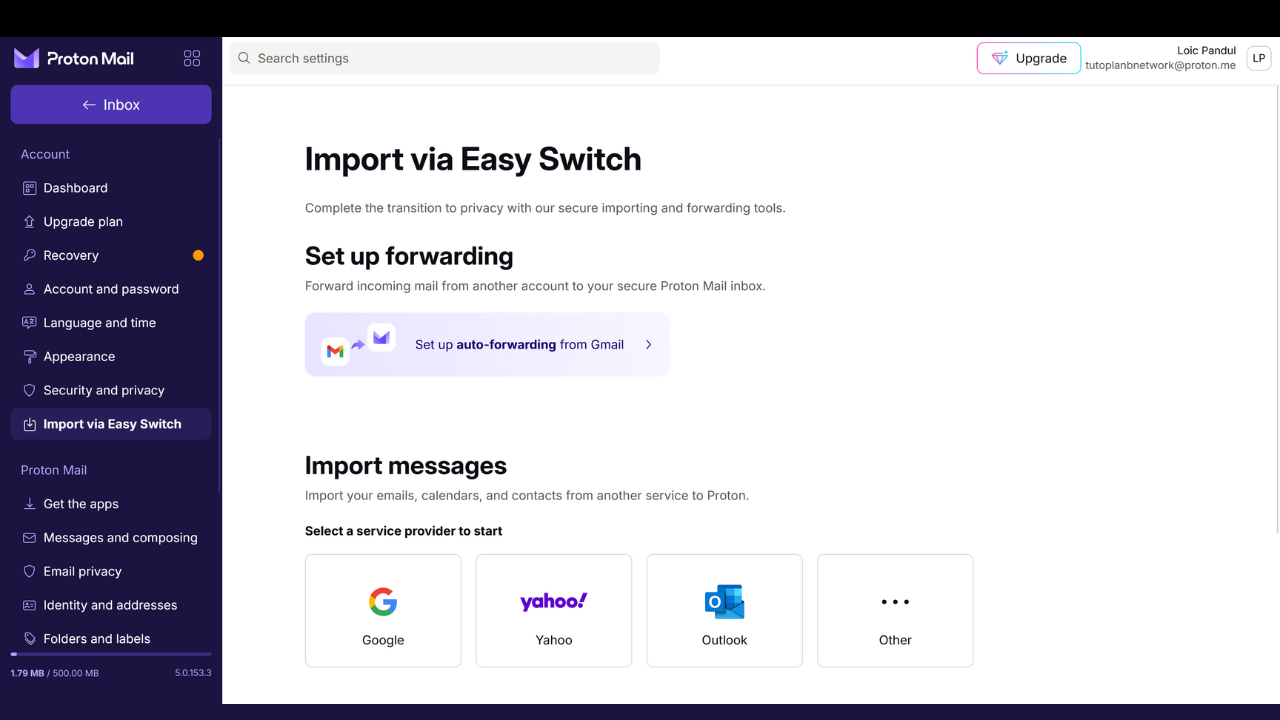 Proton Mail
Search settings
Upgrade
Loic Pandul
tutoplanbnetwork@proton.me
LP
Inbox
Account
Dashboard
Upgrade plan
Recovery
Account and password
Language and time
Appearance
Security and privacy
Import via Easy Switch
Proton Mail
Get the apps
Messages and composing
Email privacy
Identity and addresses
Folders and labels
1.79 MB / 500.00 MB
5.0.153.3
Import via Easy Switch
Complete the transition to privacy with our secure importing and forwarding tools.
Set up forwarding
Forward incoming mail from another account to your secure Proton Mail inbox.
Set up auto-forwarding from Gmail
Import messages
Import your emails, calendars, and contacts from another service to Proton.
Select a service provider to start
Google
yahoo!
Yahoo
Outlook
Other